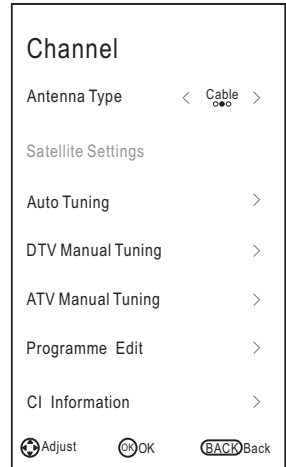 Channel
Antenna Type < Cable >
Satellite Settings
Auto Tuning >
DTV Manual Tuning >
ATV Manual Tuning >
Programme Edit >
CI Information >
Adjust OK OK BACK Back